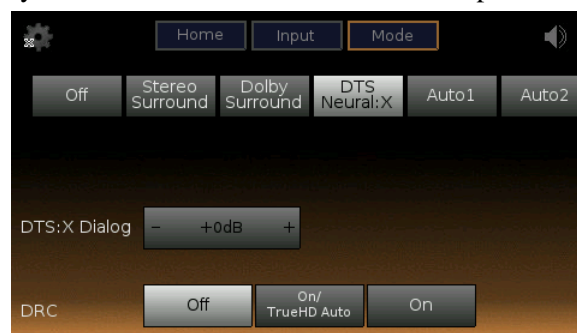 Home Input Mode
Off Stereo Surround Dolby Surround DTS Neural:X Auto1 Auto2
DTS:X Dialog - +0dB +
DRC Off On/ TrueHD Auto On